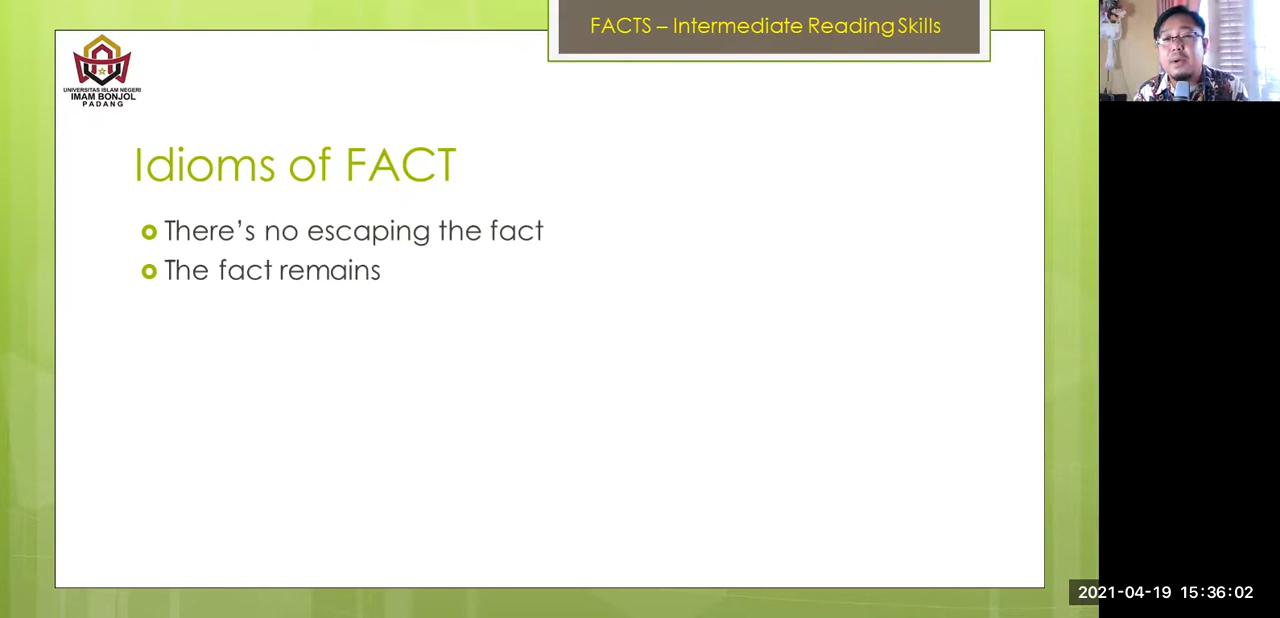 FACTS – Intermediate Reading Skills
UNIVERSITAS ISLAM NEGERI
IMAM BONJOL
PADANG
Idioms of FACT
There’s no escaping the fact
The fact remains
2021-04-19 15:36:02